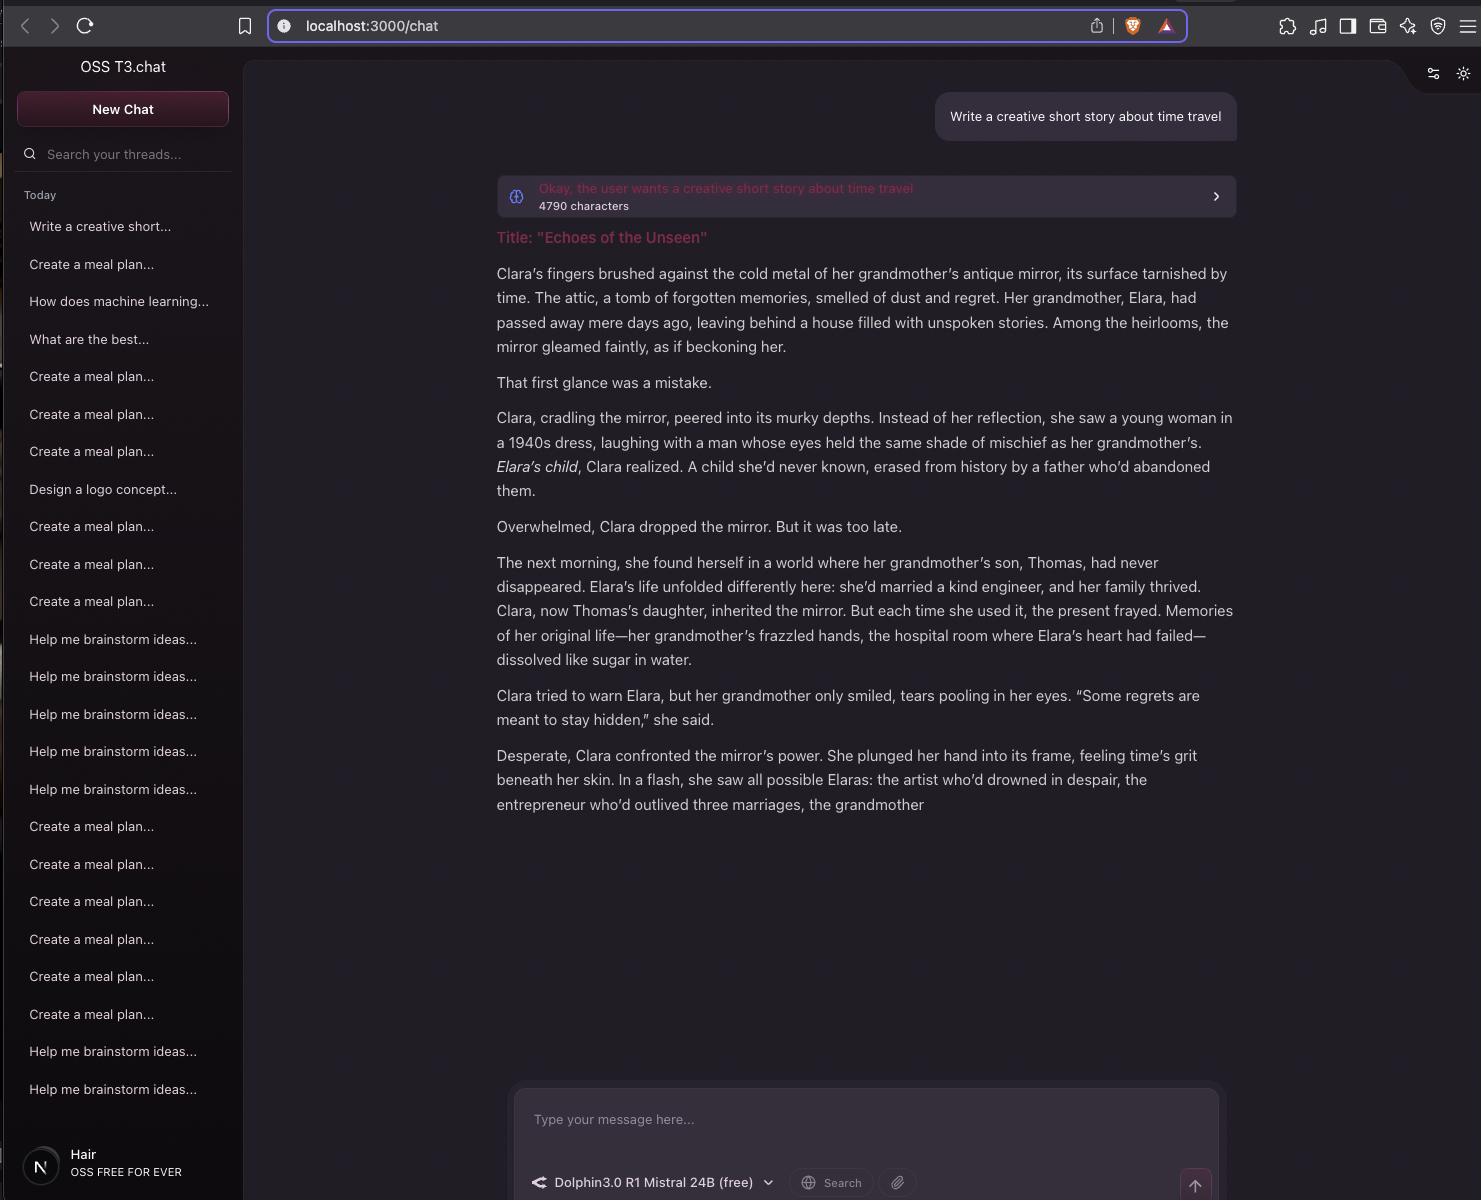 localhost:3000/chat
OSS T3.chat
New Chat
Search your threads...
Today
Write a creative short...
Create a meal plan...
How does machine learning...
What are the best...
Create a meal plan...
Create a meal plan...
Create a meal plan...
Design a logo concept...
Create a meal plan...
Create a meal plan...
Create a meal plan...
Help me brainstorm ideas...
Help me brainstorm ideas...
Help me brainstorm ideas...
Help me brainstorm ideas...
Help me brainstorm ideas...
Create a meal plan...
Create a meal plan...
Create a meal plan...
Create a meal plan...
Create a meal plan...
Create a meal plan...
Help me brainstorm ideas...
Help me brainstorm ideas...
N
Hair
OSS FREE FOR EVER
Write a creative short story about time travel
Okay, the user wants a creative short story about time travel
4790 characters
Title: "Echoes of the Unseen"
Clara’s fingers brushed against the cold metal of her grandmother’s antique mirror, its surface tarnished by
time. The attic, a tomb of forgotten memories, smelled of dust and regret. Her grandmother, Elara, had
passed away mere days ago, leaving behind a house filled with unspoken stories. Among the heirlooms, the
mirror gleamed faintly, as if beckoning her.
That first glance was a mistake.
Clara, cradling the mirror, peered into its murky depths. Instead of her reflection, she saw a young woman in
a 1940s dress, laughing with a man whose eyes held the same shade of mischief as her grandmother’s.
Elara’s child, Clara realized. A child she’d never known, erased from history by a father who’d abandoned
them.
Overwhelmed, Clara dropped the mirror. But it was too late.
The next morning, she found herself in a world where her grandmother’s son, Thomas, had never
disappeared. Elara’s life unfolded differently here: she’d married a kind engineer, and her family thrived.
Clara, now Thomas’s daughter, inherited the mirror. But each time she used it, the present frayed. Memories
of her original life—her grandmother’s frazzled hands, the hospital room where Elara’s heart had failed—
dissolved like sugar in water.
Clara tried to warn Elara, but her grandmother only smiled, tears pooling in her eyes. “Some regrets are
meant to stay hidden,” she said.
Desperate, Clara confronted the mirror’s power. She plunged her hand into its frame, feeling time’s grit
beneath her skin. In a flash, she saw all possible Elaras: the artist who’d drowned in despair, the
entrepreneur who’d outlived three marriages, the grandmother
Type your message here...
Dolphin3.0 R1 Mistral 24B (free)
Search